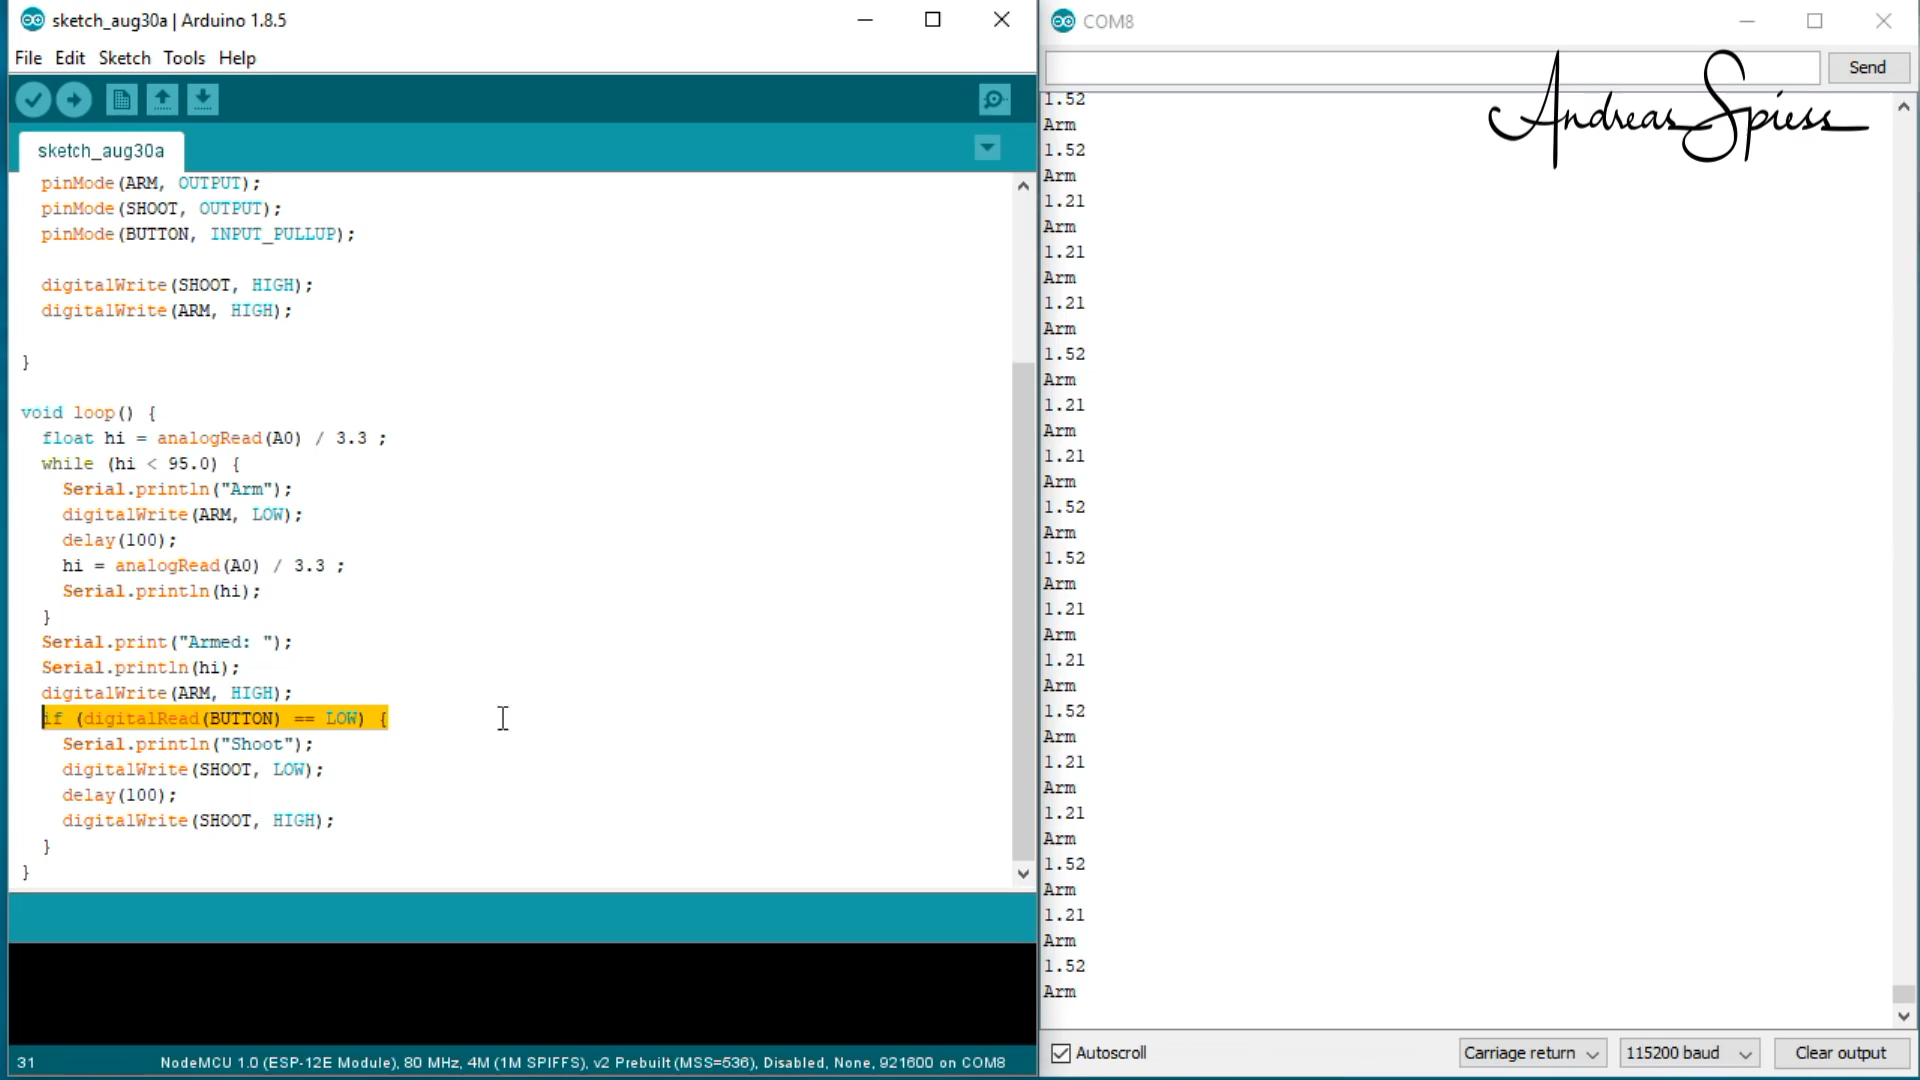 sketch_aug30a | Arduino 1.8.5
File Edit Sketch Tools Help
sketch_aug30a
pinMode(ARM, OUTPUT);
pinMode(SHOOT, OUTPUT);
pinMode(BUTTON, INPUT_PULLUP);
digitalWrite(SHOOT, HIGH);
digitalWrite(ARM, HIGH);
}
void loop() {
float hi = analogRead(A0) / 3.3 ;
while (hi < 95.0) {
Serial.println("Arm");
digitalWrite(ARM, LOW);
delay(100);
hi = analogRead(A0) / 3.3 ;
Serial.println(hi);
}
Serial.print("Armed: ");
Serial.println(hi);
digitalWrite(ARM, HIGH);
if (digitalRead(BUTTON) == LOW) {
Serial.println("Shoot");
digitalWrite(SHOOT, LOW);
delay(100);
digitalWrite(SHOOT, HIGH);
}
}
31 NodeMCU 1.0 (ESP-12E Module), 80 MHz, 4M (1M SPIFFS), v2 Prebuilt(MSS=536), Disabled, None, 921600 on COM8
COM8
Send
Andreas Spiess
1.52
Arm
1.52
Arm
1.21
Arm
1.21
Arm
1.21
Arm
1.52
Arm
1.21
Arm
1.21
Arm
1.52
Arm
1.52
Arm
1.21
Arm
1.21
Arm
1.52
Arm
1.21
Arm
1.21
Arm
1.52
Arm
1.21
Arm
1.52
Arm
Autoscroll Carriage return 115200 baud Clear output